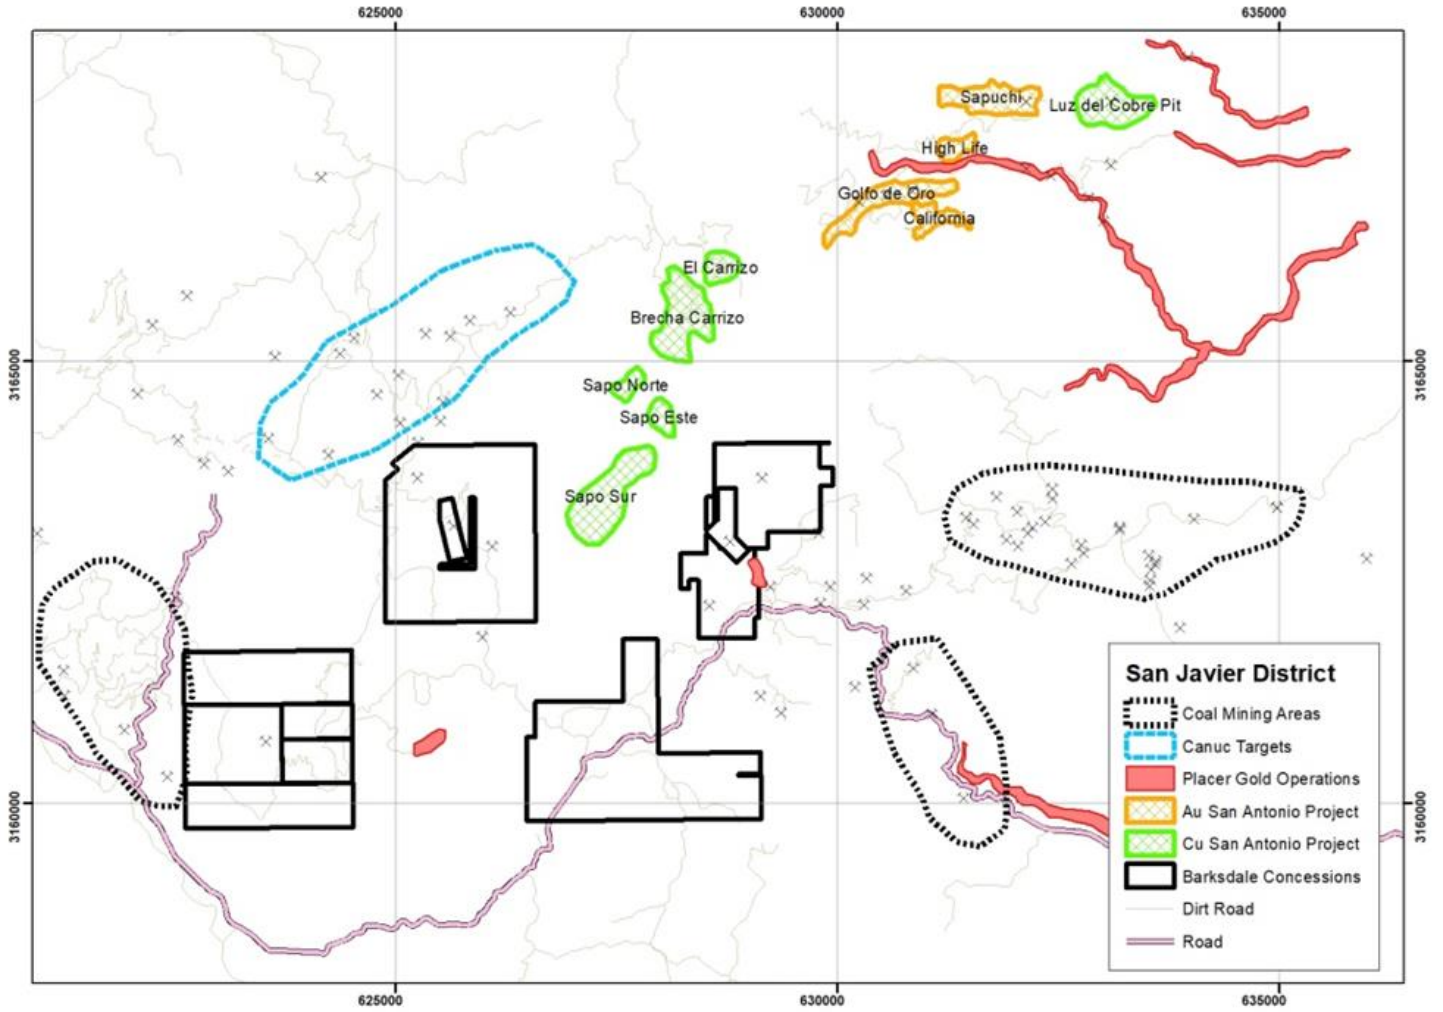 625000
630000
635000
Sapuchi
Luz del Cobre Pit
High Life
Golfo de Oro
California
El Carrizo
Brecha Carrizo
3165000
3165000
Sapo Norte
Sapo Este
Sapo Sur
San Javier District
Coal Mining Areas
Canuc Targets
Placer Gold Operations
Au San Antonio Project
Cu San Antonio Project
Barksdale Concessions
Dirt Road
Road
3160000
3160000
625000
630000
635000